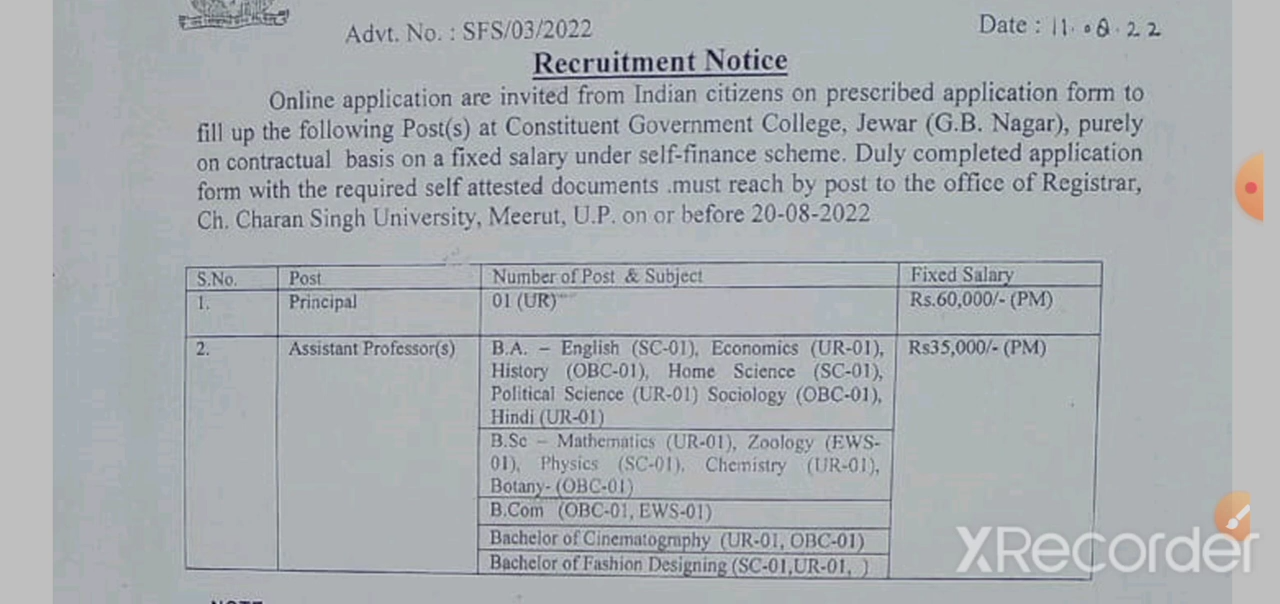 Advt. No. : SFS/03/2022
Date : 11.08.22
Recruitment Notice
Online application are invited from Indian citizens on prescribed application form to
fill up the following Post(s) at Constituent Government College, Jewar (G.B. Nagar), purely
on contractual basis on a fixed salary under self-finance scheme. Duly completed application
form with the required self attested documents .must reach by post to the office of Registrar,
Ch. Charan Singh University, Meerut, U.P. on or before 20-08-2022
S.No. Post Number of Post & Subject Fixed Salary
1. Principal 01 (UR) Rs.60,000/- (PM)
2. Assistant Professor(s) B.A. – English (SC-01), Economics (UR-01), Rs35,000/- (PM)
History (OBC-01), Home Science (SC-01),
Political Science (UR-01) Sociology (OBC-01),
Hindi (UR-01)
B.Sc – Mathematics (UR-01), Zoology (EWS-
01), Physics (SC-01), Chemistry (UR-01),
Botany- (OBC-01)
B.Com (OBC-01, EWS-01)
Bachelor of Cinematography (UR-01, OBC-01)
Bachelor of Fashion Designing (SC-01,UR-01, )
XRecorder